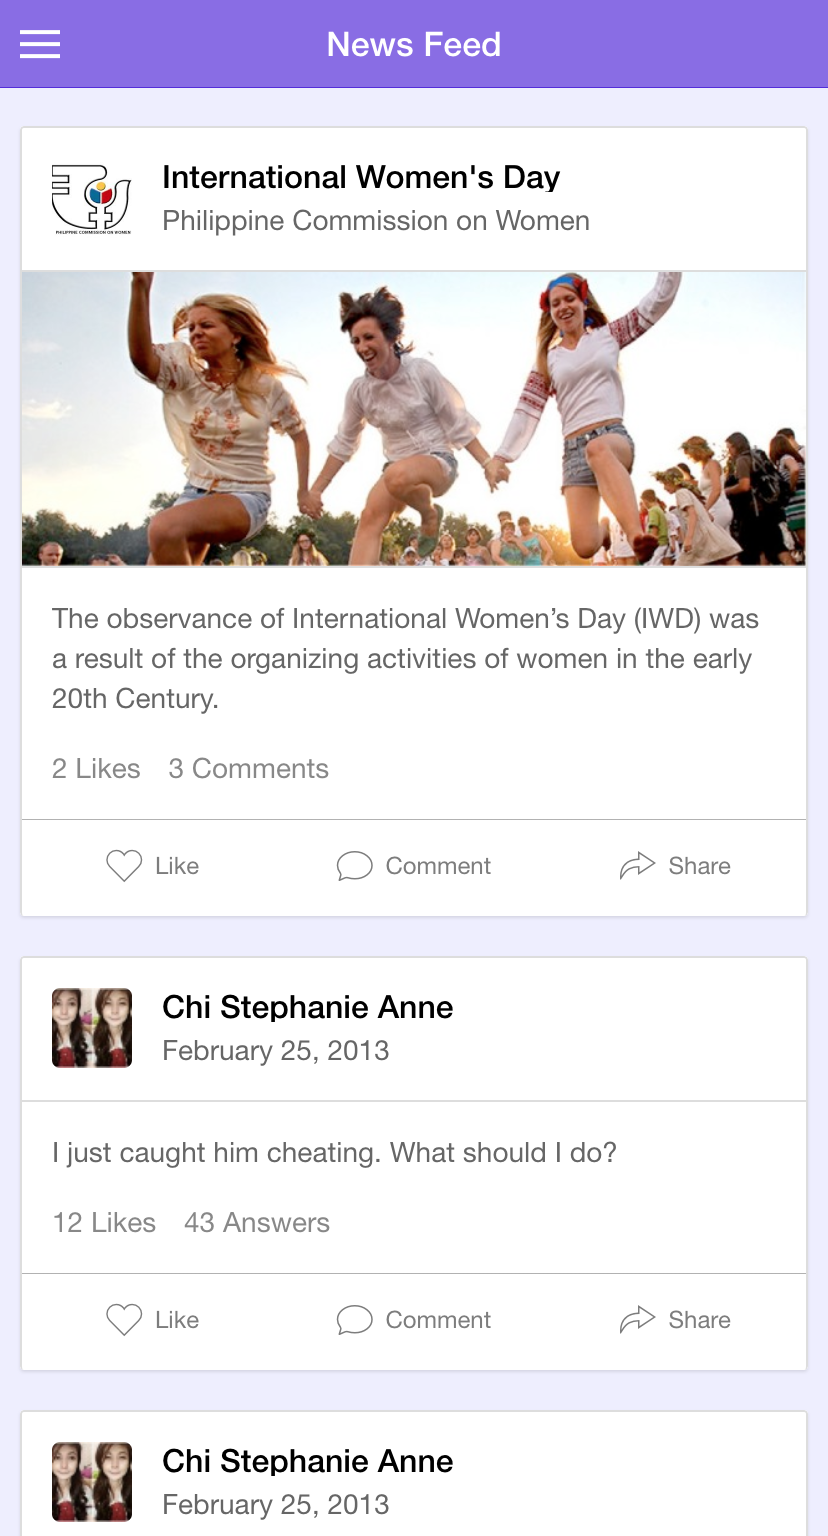 News Feed
International Women's Day
PHILIPPINE COMMISSION ON WOMEN
Philippine Commission on Women
The observance of International Women’s Day (IWD) was
a result of the organizing activities of women in the early
20th Century.
2 Likes 3 Comments
Like Comment Share
Chi Stephanie Anne
February 25, 2013
I just caught him cheating. What should I do?
12 Likes 43 Answers
Like Comment Share
Chi Stephanie Anne
February 25, 2013